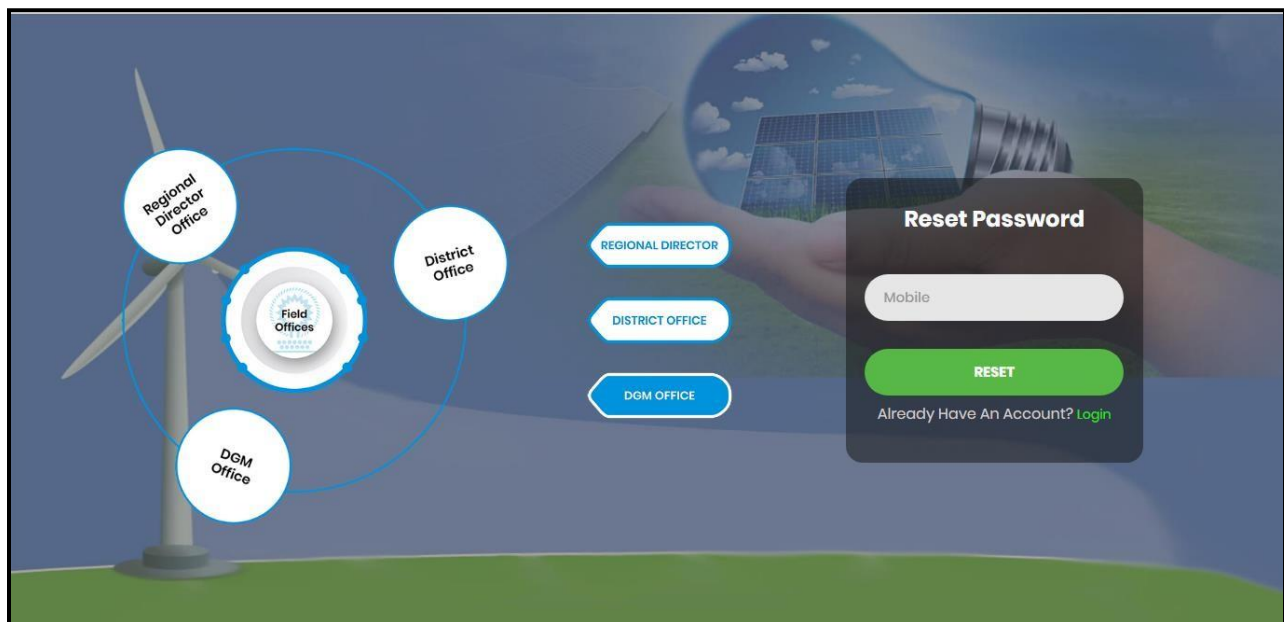 Regional
Director
Office
District
Office
Field
Offices
DGM
Office
REGIONAL DIRECTOR
DISTRICT OFFICE
DGM OFFICE
Reset Password
Mobile
RESET
Already Have An Account? Login